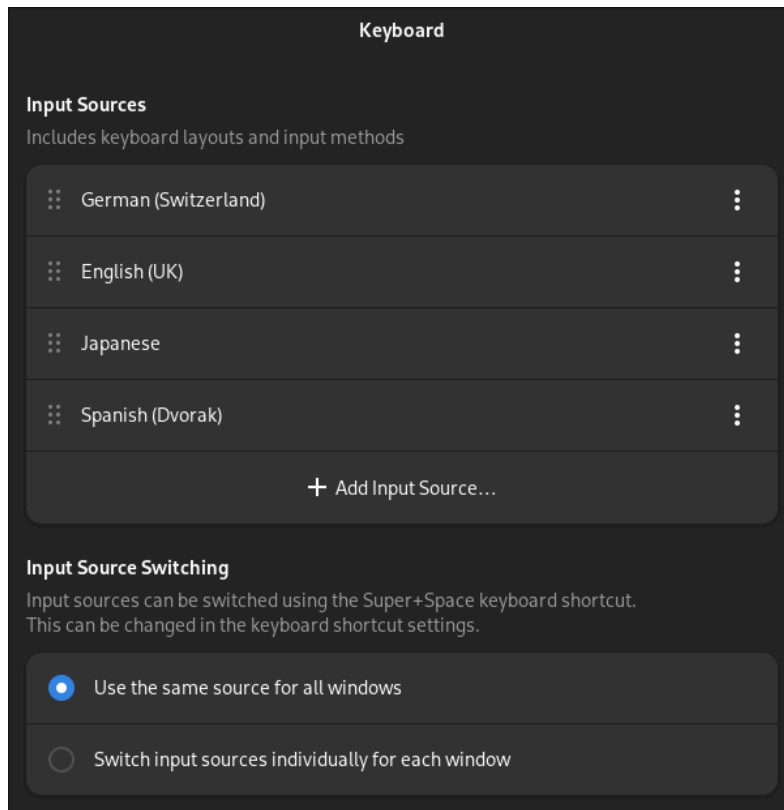 Keyboard
Input Sources
Includes keyboard layouts and input methods
German (Switzerland)
English (UK)
Japanese
Spanish (Dvorak)
+ Add Input Source…
Input Source Switching
Input sources can be switched using the Super+Space keyboard shortcut.
This can be changed in the keyboard shortcut settings.
Use the same source for all windows
Switch input sources individually for each window